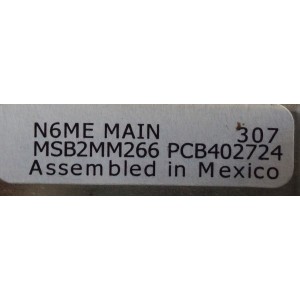 N6ME MAIN 307
MSB2MM266 PCB402724
Assembled in Mexico